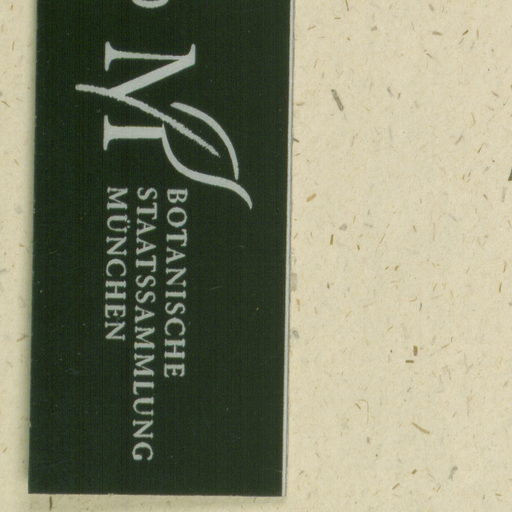 M
BOTANISCHE
STAATSSAMMLUNG
MÜNCHEN